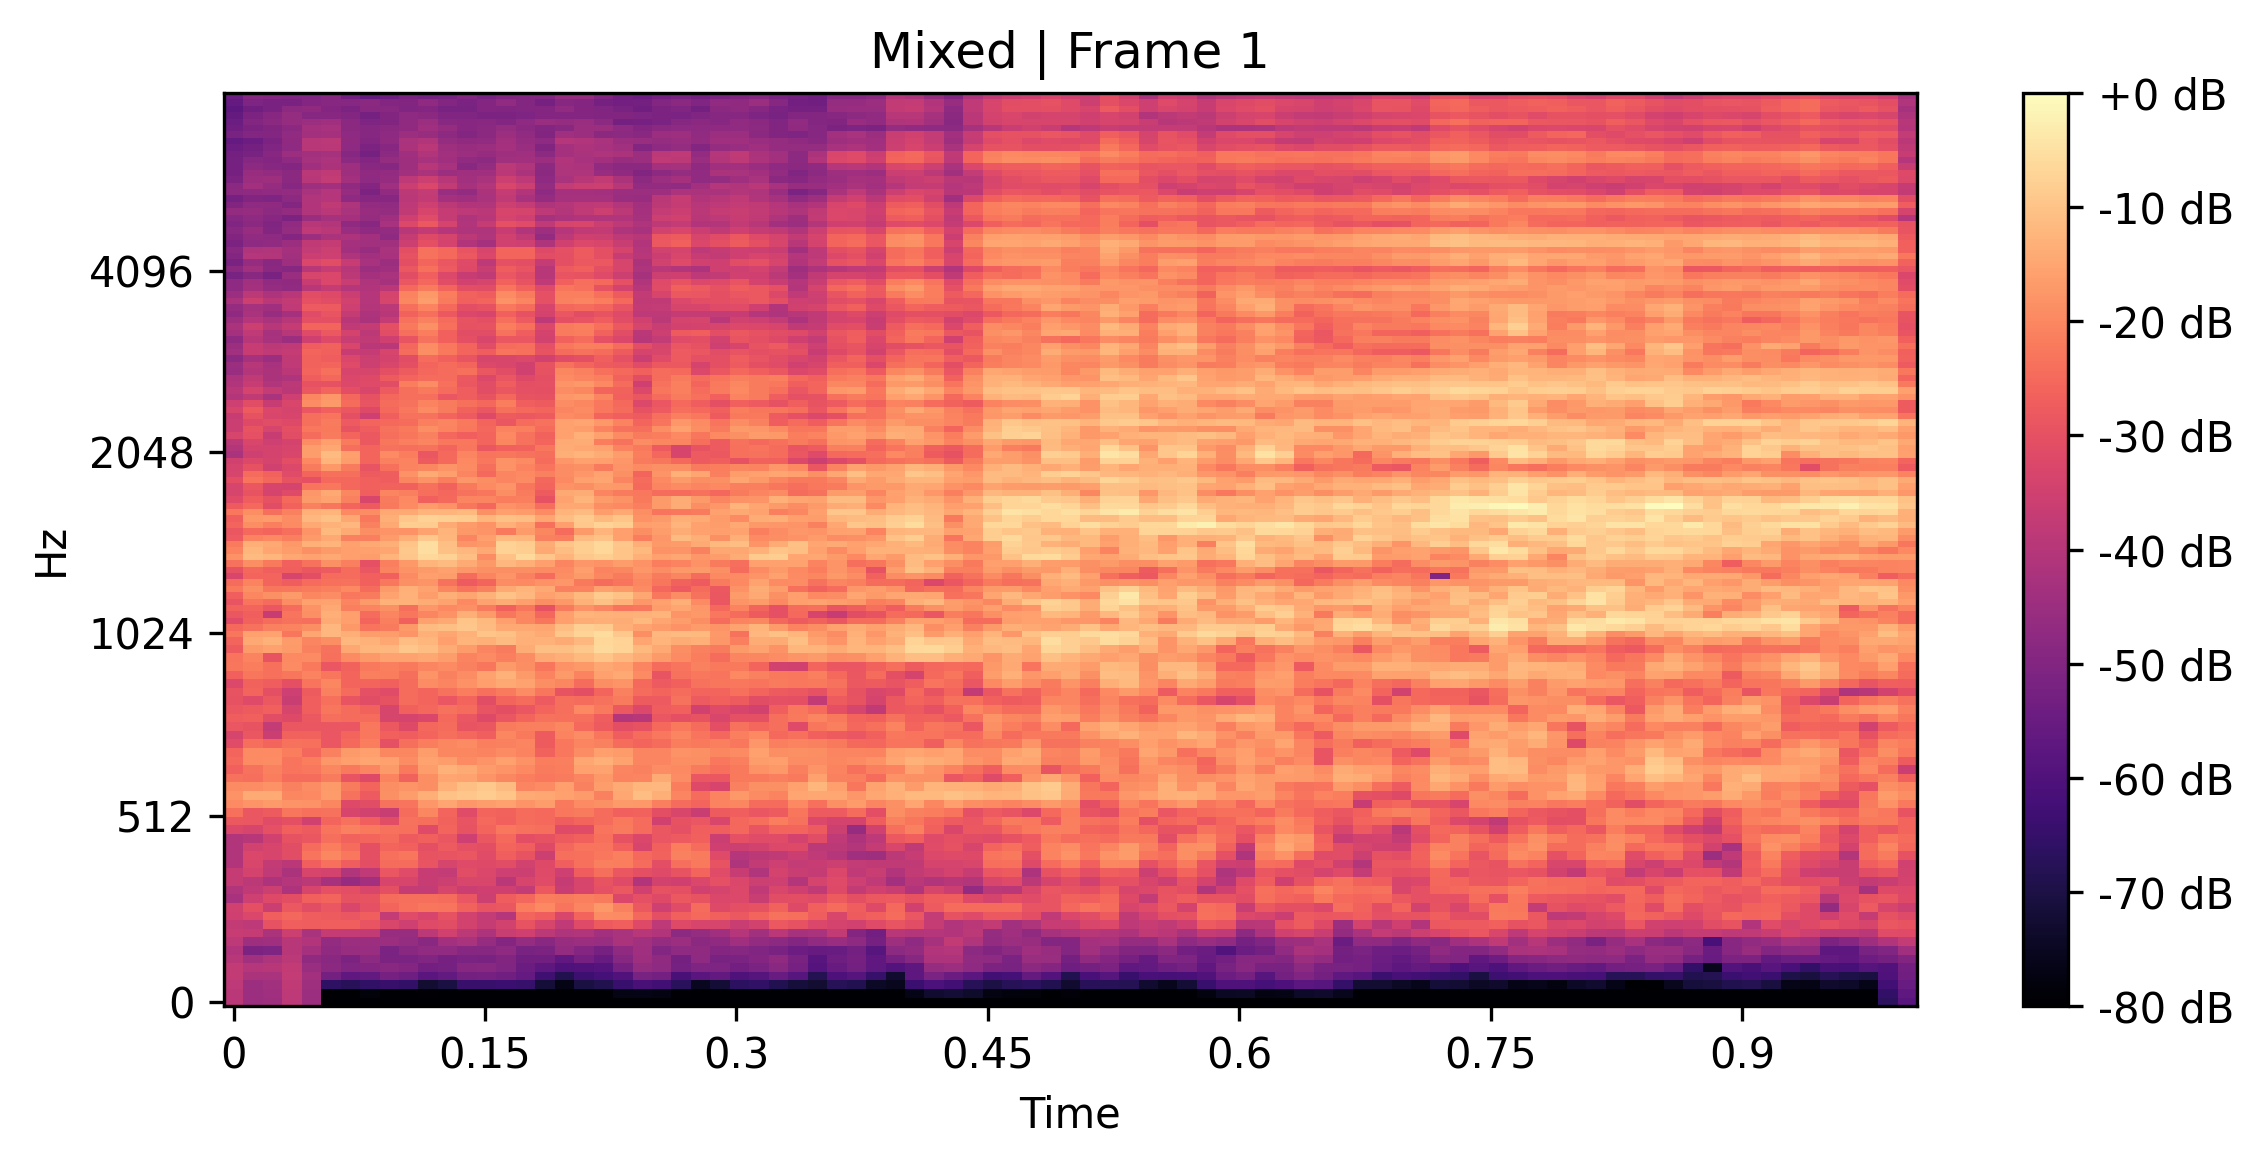 Mixed | Frame 1
+0 dB
-10 dB
-20 dB
-30 dB
-40 dB
-50 dB
-60 dB
-70 dB
-80 dB
Hz
4096
2048
1024
512
0
0 0.15 0.3 0.45 0.6 0.75 0.9
Time